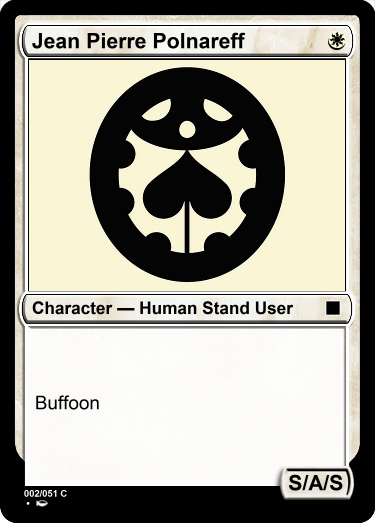 Jean Pierre Polnareff
Character — Human Stand User
Buffoon
002/051 C
S/A/S